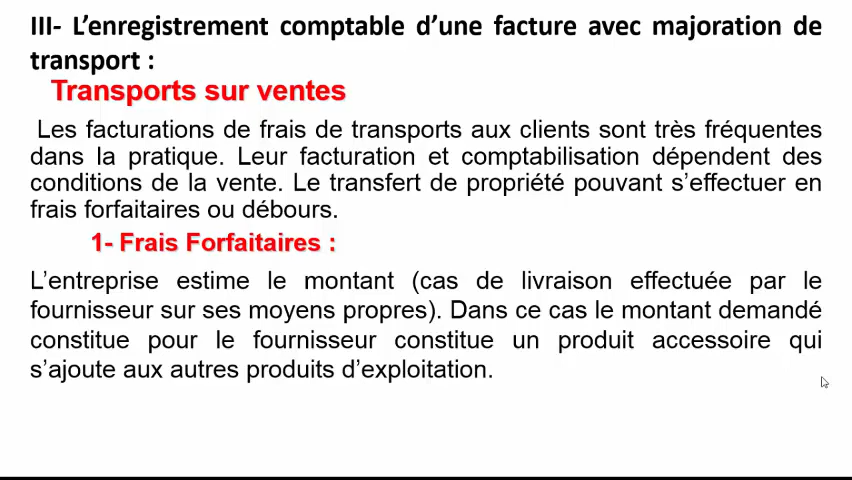 III- L’enregistrement comptable d’une facture avec majoration de
transport :
Transports sur ventes
Les facturations de frais de transports aux clients sont très fréquentes
dans la pratique. Leur facturation et comptabilisation dépendent des
conditions de la vente. Le transfert de propriété pouvant s’effectuer en
frais forfaitaires ou débours.
1- Frais Forfaitaires :
L’entreprise estime le montant (cas de livraison effectuée par le
fournisseur sur ses moyens propres). Dans ce cas le montant demandé
constitue pour le fournisseur constitue un produit accessoire qui
s’ajoute aux autres produits d’exploitation.